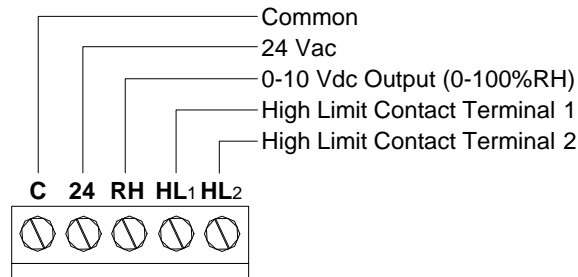 Common
24 Vac
0-10 Vdc Output (0-100%RH)
High Limit Contact Terminal 1
High Limit Contact Terminal 2
C 24 RH HL1 HL2